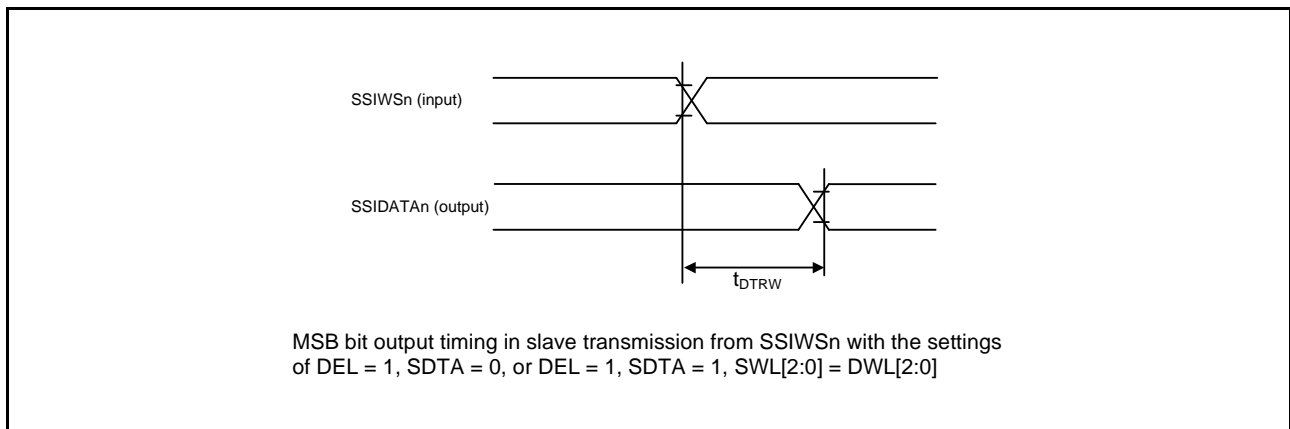 SSIWSn (input)
SSIDATAn (output)
tDTRW
MSB bit output timing in slave transmission from SSIWSn with the settings
of DEL = 1, SDTA = 0, or DEL = 1, SDTA = 1, SWL[2:0] = DWL[2:0]